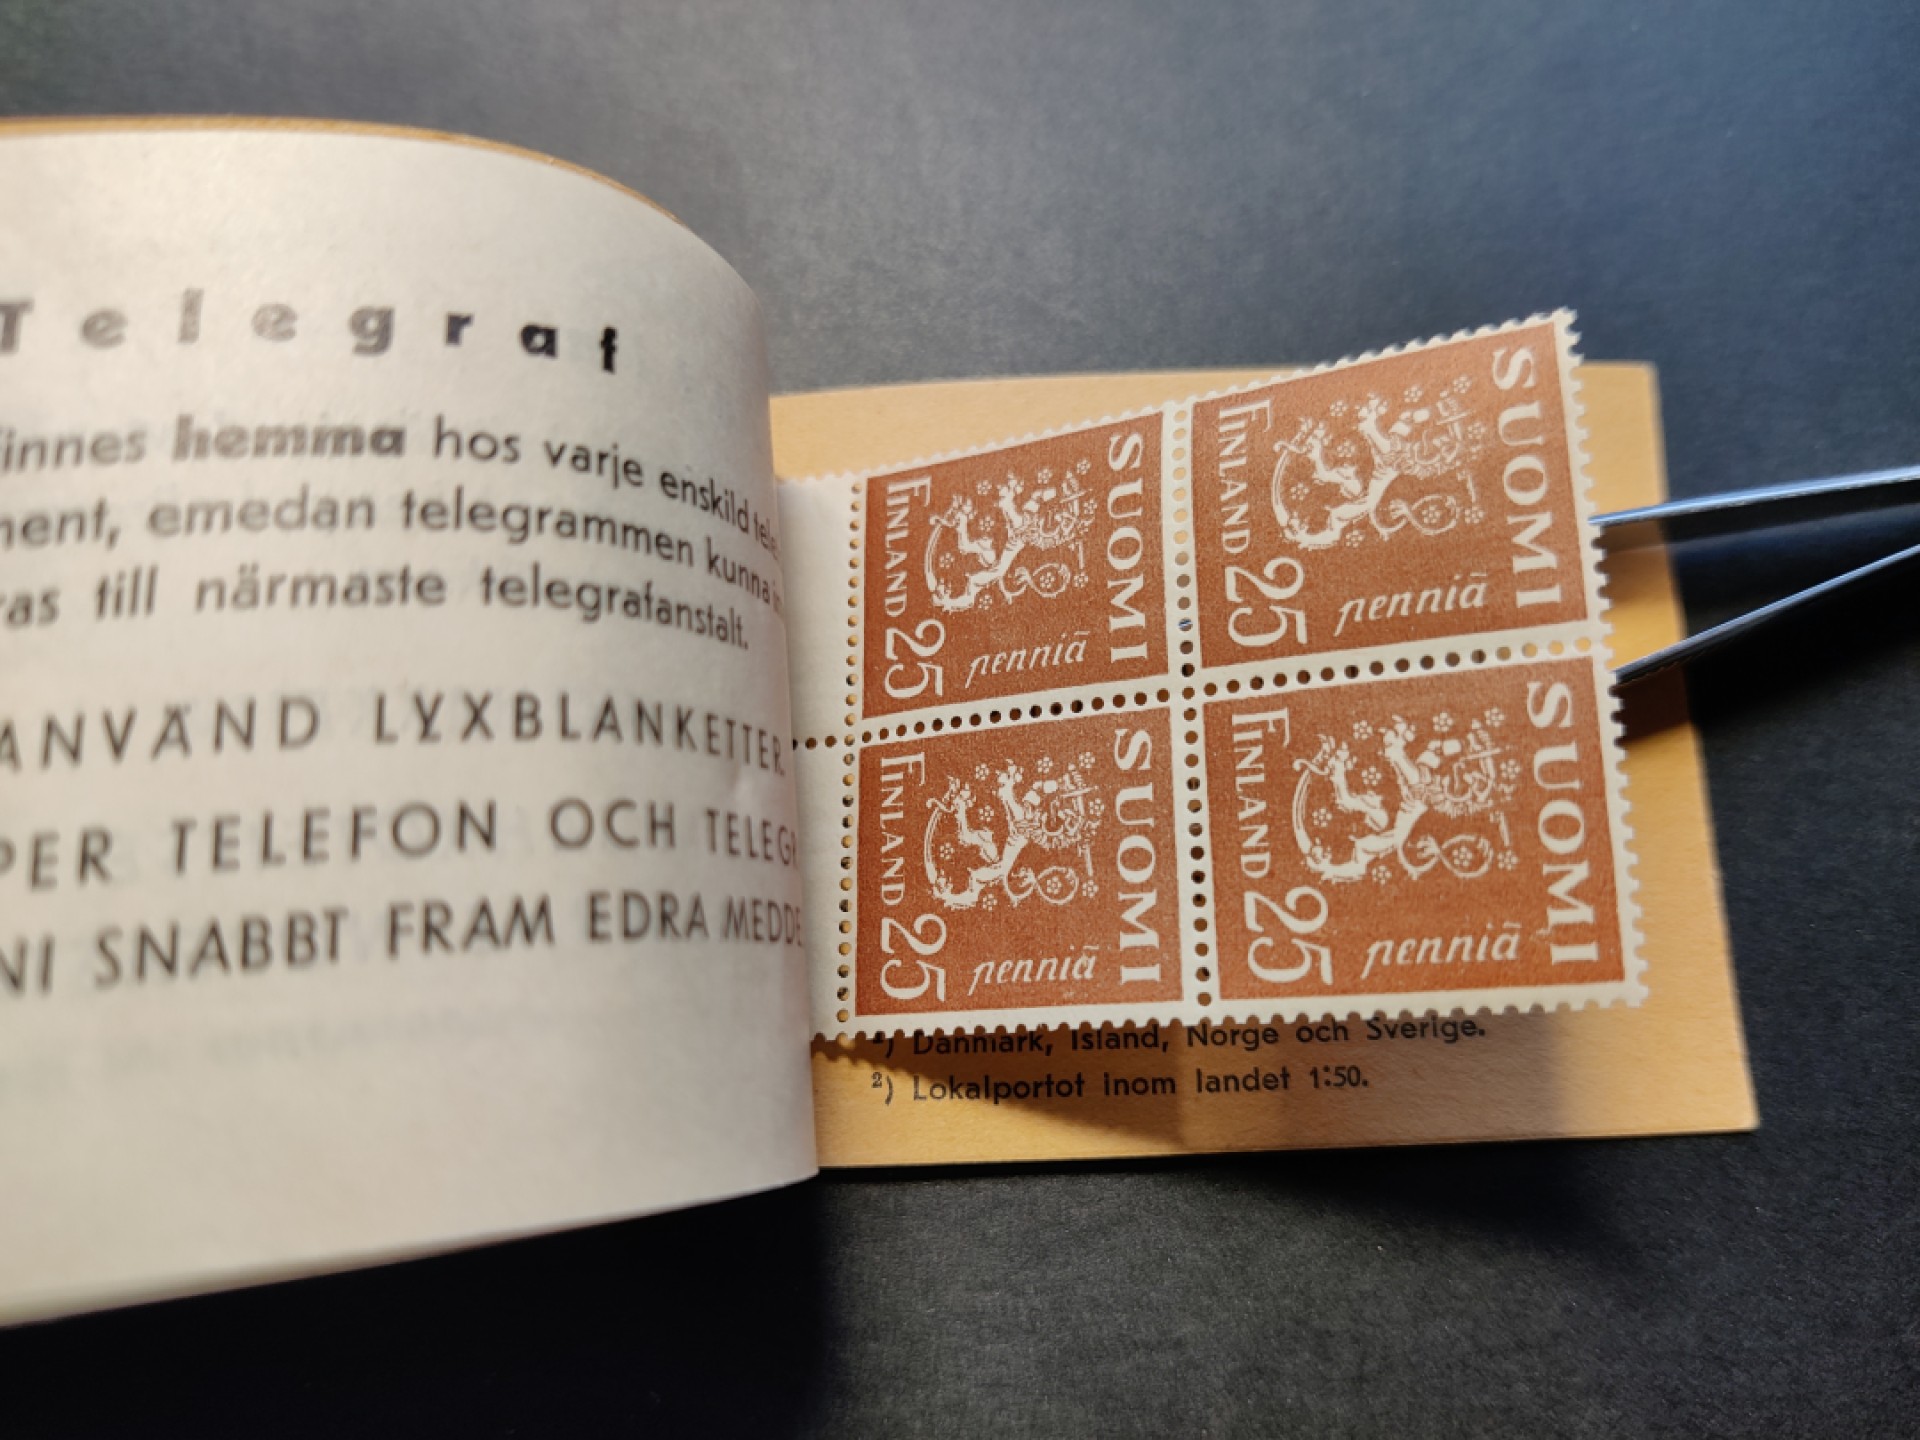 Telegraf
finnes hemma hos varje enskild
emedan telegrammen kunna
till närmaste telegrafanstalt.
ANVÄND LYXBLANKETTER.
PER TELEFON OCH
NI SNABBT FRAM EDRA
SUOMI
FINLAND
25 penniä
SUOMI
FINLAND
25 penniä
SUOMI
FINLAND
25 penniä
SUOMI
FINLAND
25 penniä
¹) Danmark, Island, Norge och Sverige.
²) Lokalportot inom landet 1:50.